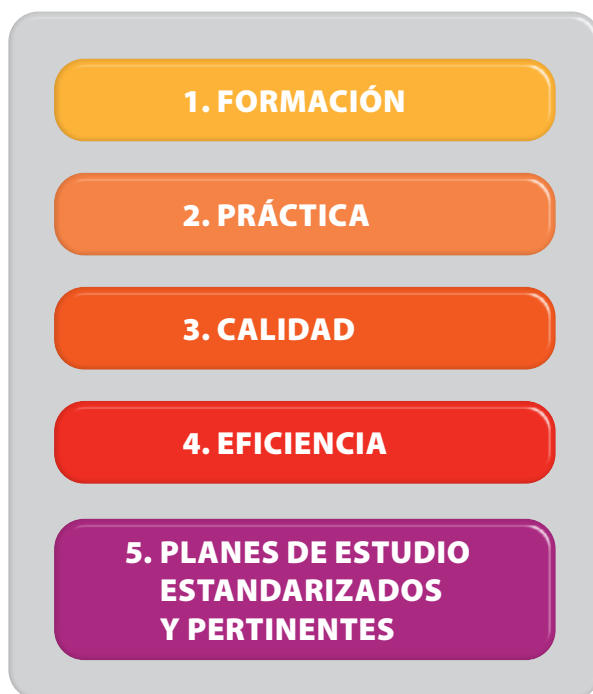 1. FORMACIÓN
2. PRÁCTICA
3. CALIDAD
4. EFICIENCIA
5. PLANES DE ESTUDIO
ESTANDARIZADOS
Y PERTINENTES